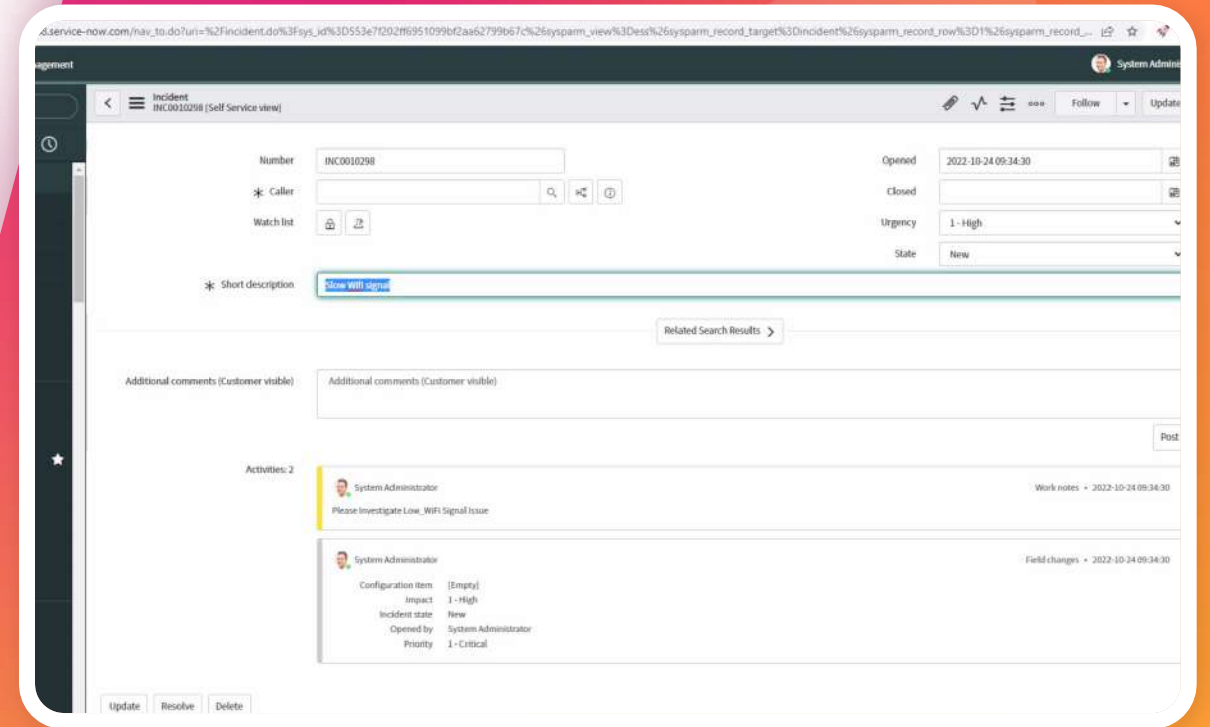 d.service-now.com/nav_to.do?uri=%2Fincident.do%3Fsys_id%3D553e7f202ff6951099bf2aa62799b67c%26sysparm_view%3Dess%26sysparm_record_target%3Dincident%26sysparm_record_row%3D1%26sysparm_record_...
agement
System Adminis
Incident
INC0010298 [Self Service view]
Follow
Update
Number INC0010298
Opened 2022-10-24 09:34:30
Caller
Closed
Watch list
Urgency 1 - High
State New
Short description Slow Wifi signal
Related Search Results
Additional comments (Customer visible) Additional comments (Customer visible)
Post
Activities: 2
System Administrator Work notes • 2022-10-24 09:34:30
Please Investigate Low_WiFi Signal Issue
System Administrator Field changes • 2022-10-24 09:34:30
Configuration item [Empty]
Impact 1 - High
Incident state New
Opened by System Administrator
Priority 1 - Critical
Update Resolve Delete